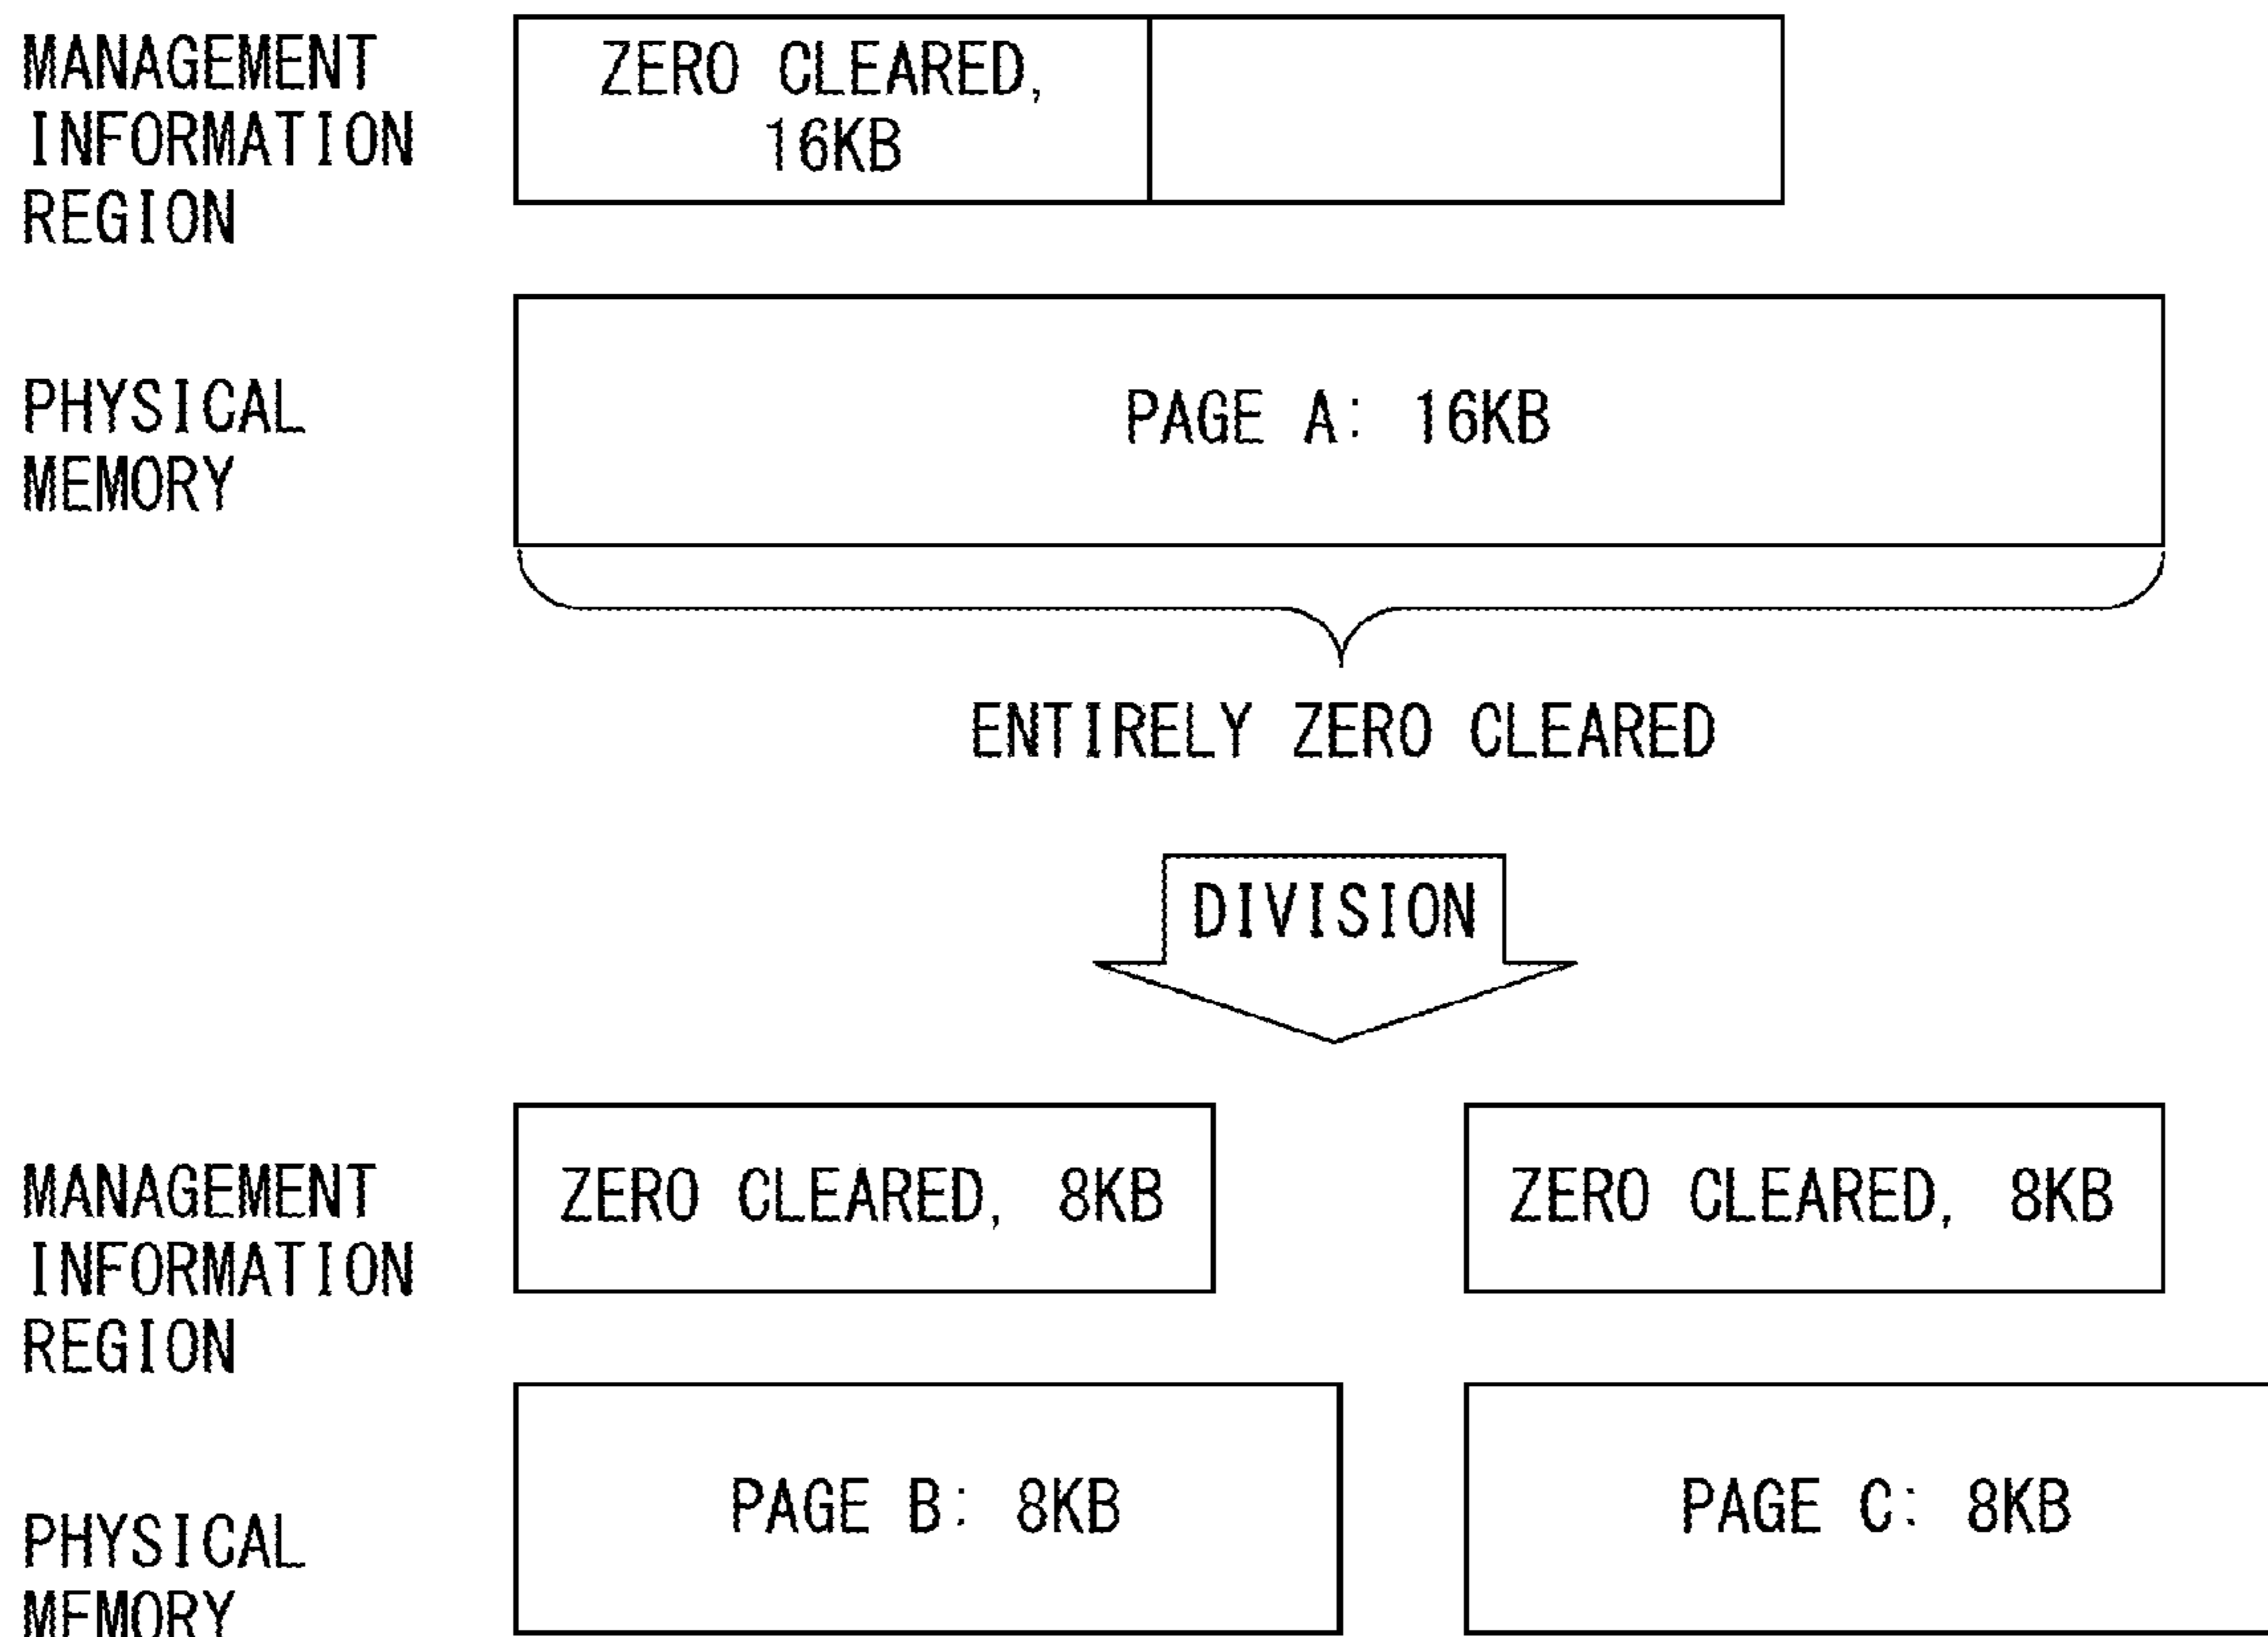 MANAGEMENT
INFORMATION
REGION
ZERO CLEARED,
16KB
PHYSICAL
MEMORY
PAGE A: 16KB
ENTIRELY ZERO CLEARED
DIVISION
MANAGEMENT
INFORMATION
REGION
ZERO CLEARED, 8KB
ZERO CLEARED, 8KB
PHYSICAL
MEMORY
PAGE B: 8KB
PAGE C: 8KB